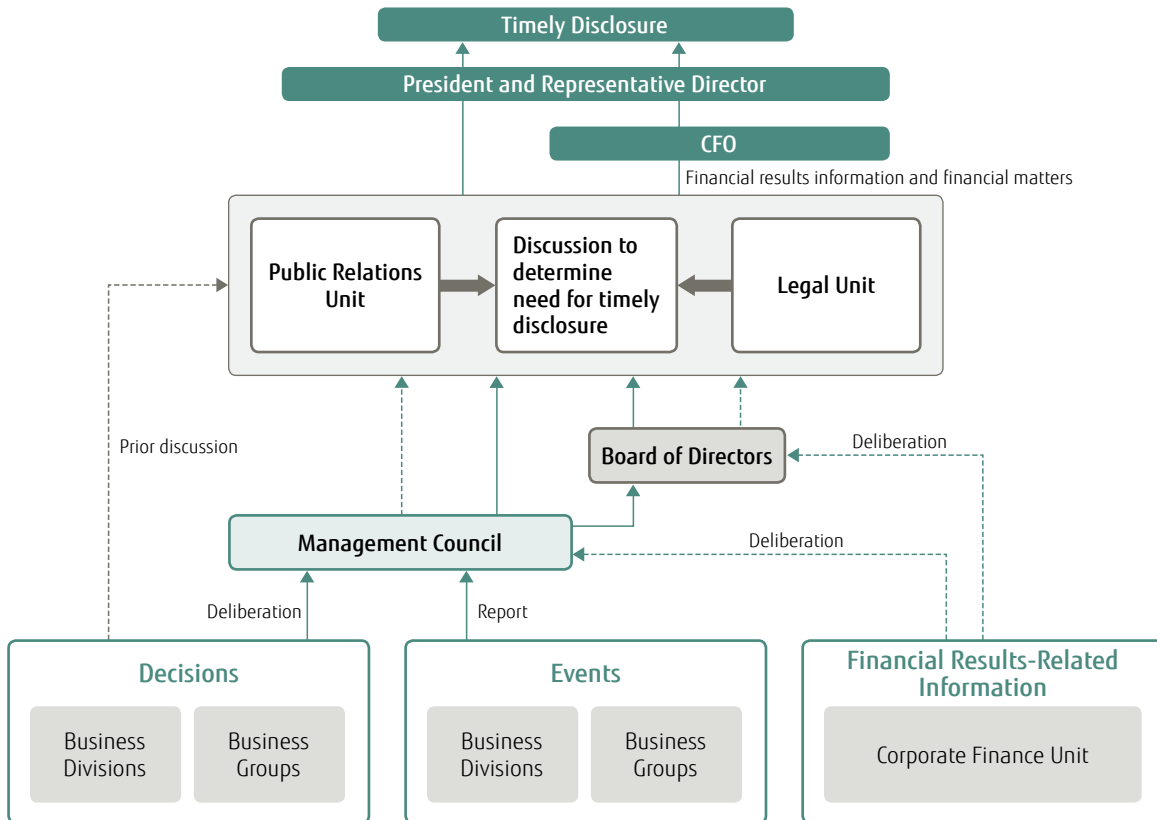 Timely Disclosure
President and Representative Director
CFO
Financial results information and financial matters
Public Relations
Unit
Discussion to
determine
need for timely
disclosure
Legal Unit
Prior discussion
Board of Directors
Deliberation
Management Council
Deliberation
Deliberation
Report
Decisions
Business
Divisions
Business
Groups
Events
Business
Divisions
Business
Groups
Financial Results-Related
Information
Corporate Finance Unit